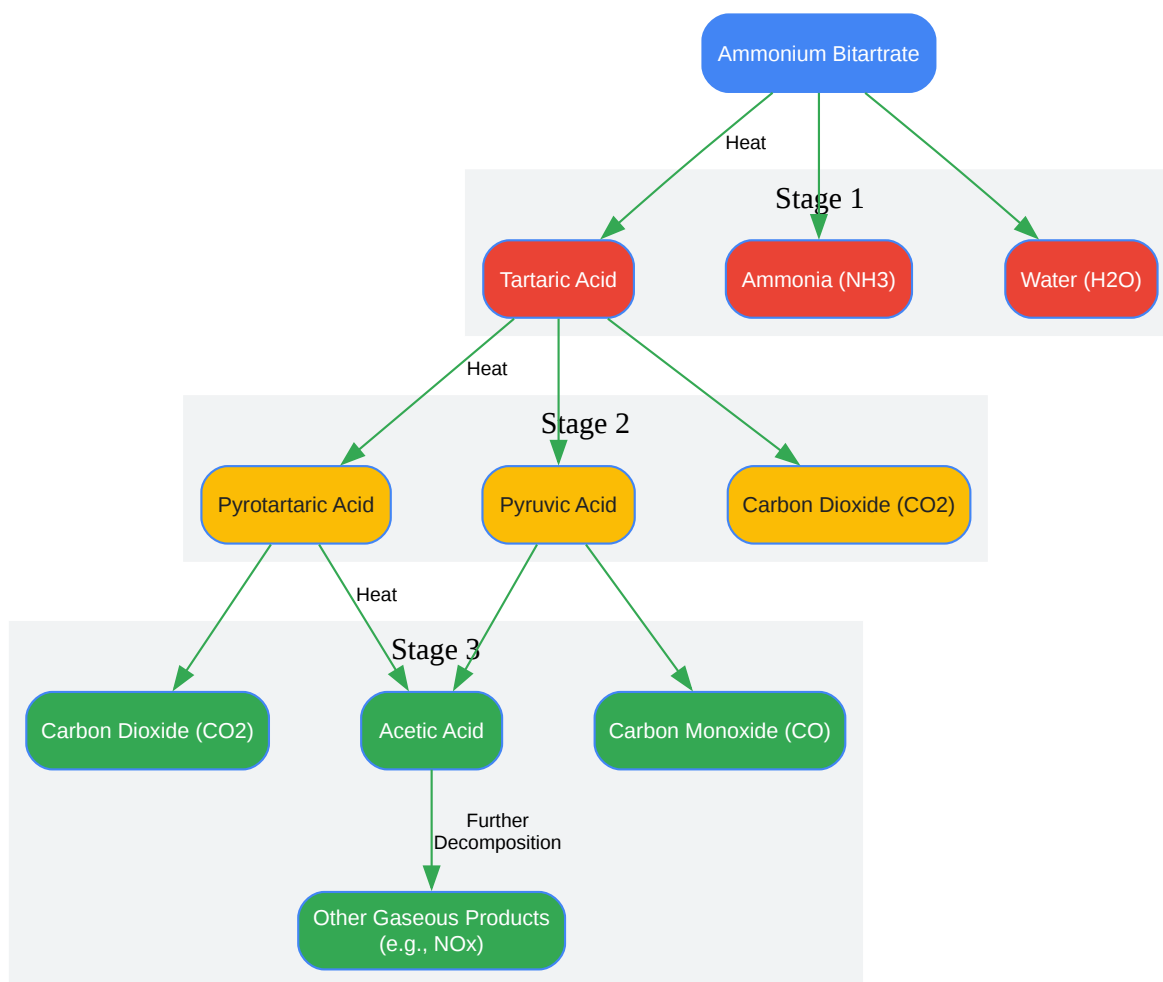 Ammonium Bitartrate
Heat
Stage 1
Tartaric Acid
Ammonia (NH3)
Water (H2O)
Heat
Stage 2
Pyrotartaric Acid
Pyruvic Acid
Carbon Dioxide (CO2)
Heat
Stage 3
Carbon Dioxide (CO2)
Acetic Acid
Carbon Monoxide (CO)
Further
Decomposition
Other Gaseous Products
(e.g., NOx)